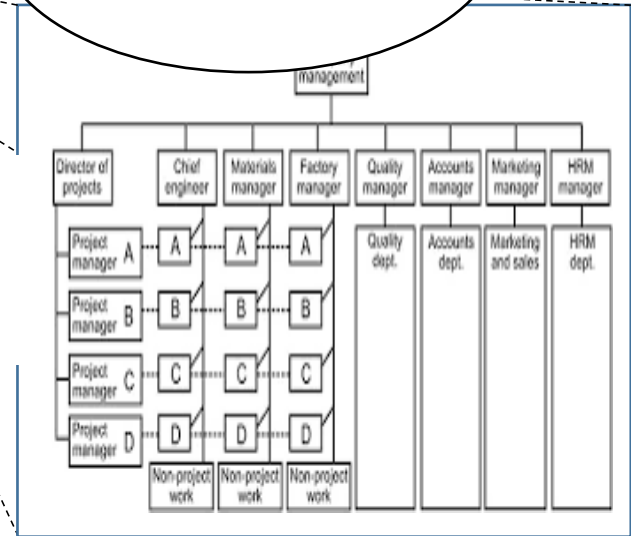 management
Director of
projects
Chief
engineer
Materials
manager
Factory
manager
Quality
manager
Accounts
manager
Marketing
manager
HRM
manager
Project
manager A
A
A
A
Quality
dept.
Accounts
dept.
Marketing
and sales
HRM
dept.
Project
manager B
B
B
B
Project
manager C
C
C
C
Project
manager D
D
D
D
Non-project
work
Non-project
work
Non-project
work